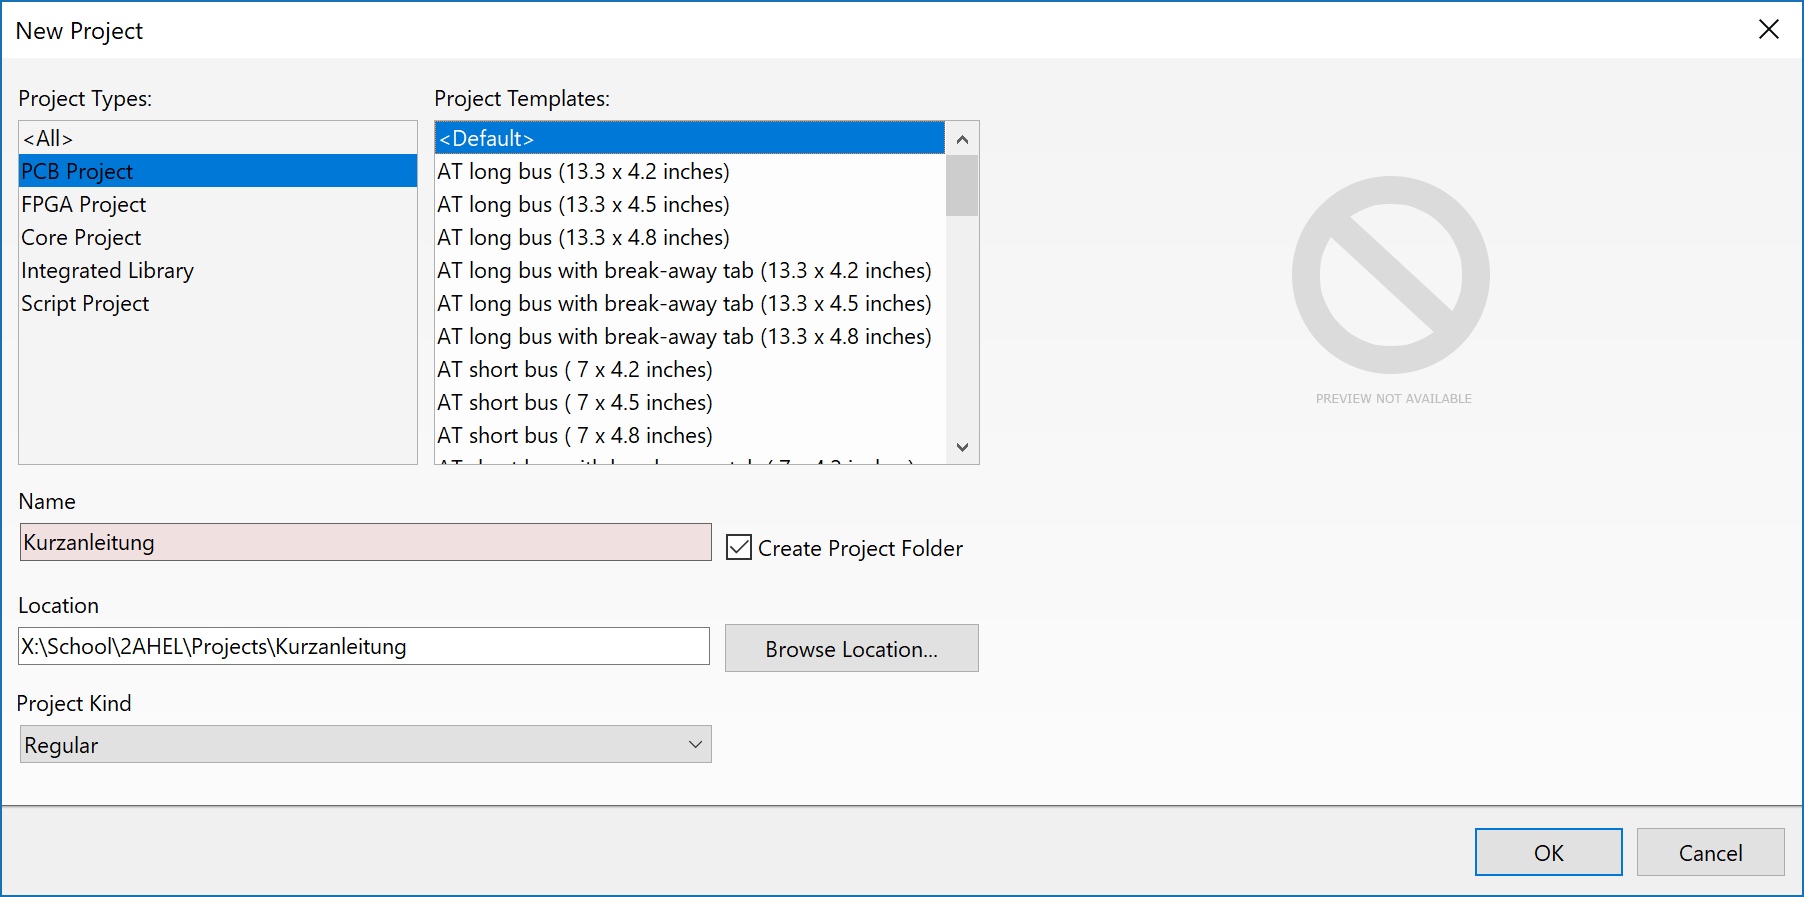 New Project
Project Types:
<All>
PCB Project
FPGA Project
Core Project
Integrated Library
Script Project
Project Templates:
<Default>
AT long bus (13.3 x 4.2 inches)
AT long bus (13.3 x 4.5 inches)
AT long bus (13.3 x 4.8 inches)
AT long bus with break-away tab (13.3 x 4.2 inches)
AT long bus with break-away tab (13.3 x 4.5 inches)
AT long bus with break-away tab (13.3 x 4.8 inches)
AT short bus ( 7 x 4.2 inches)
AT short bus ( 7 x 4.5 inches)
AT short bus ( 7 x 4.8 inches)
PREVIEW NOT AVAILABLE
Name
Kurzanleitung
Create Project Folder
Location
X:\School\2AHEL\Projects\Kurzanleitung
Browse Location...
Project Kind
Regular
OK
Cancel